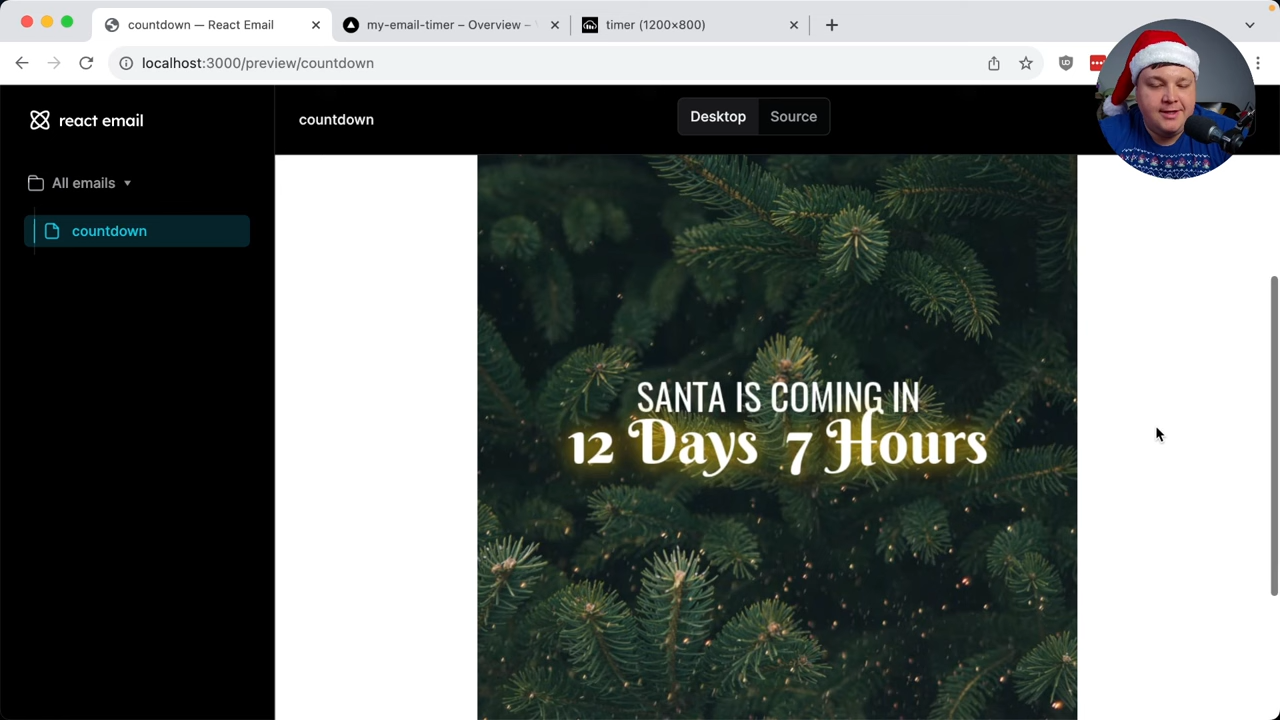 countdown — React Email
my-email-timer – Overview –
timer (1200×800)
localhost:3000/preview/countdown
react email
countdown
Desktop
Source
All emails
countdown
SANTA IS COMING IN
12 Days 7 Hours